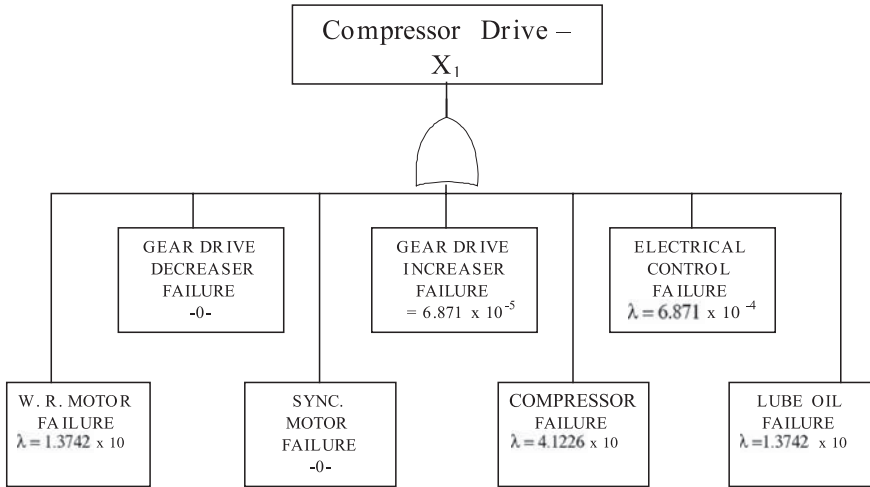 Compressor Drive –
X₁
GEAR DRIVE
DECREASER
FAILURE
-0-
GEAR DRIVE
INCREASER
FAILURE
= 6.871 x 10⁻⁵
ELECTRICAL
CONTROL
FAILURE
λ = 6.871 x 10⁻⁴
W. R. MOTOR
FAILURE
λ = 1.3742 x 10
SYNC.
MOTOR
FAILURE
-0-
COMPRESSOR
FAILURE
λ = 4.1226 x 10
LUBE OIL
FAILURE
λ = 1.3742 x 10